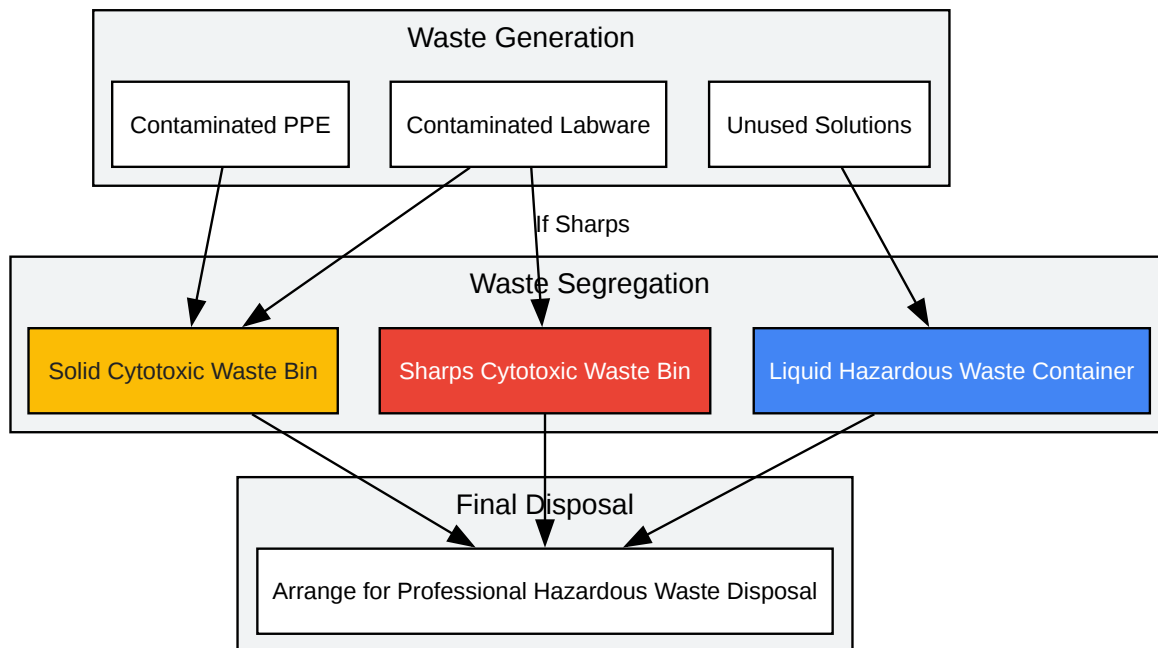 Waste Generation
Contaminated PPE
Contaminated Labware
Unused Solutions
If Sharps
Waste Segregation
Solid Cytotoxic Waste Bin
Sharps Cytotoxic Waste Bin
Liquid Hazardous Waste Container
Final Disposal
Arrange for Professional Hazardous Waste Disposal